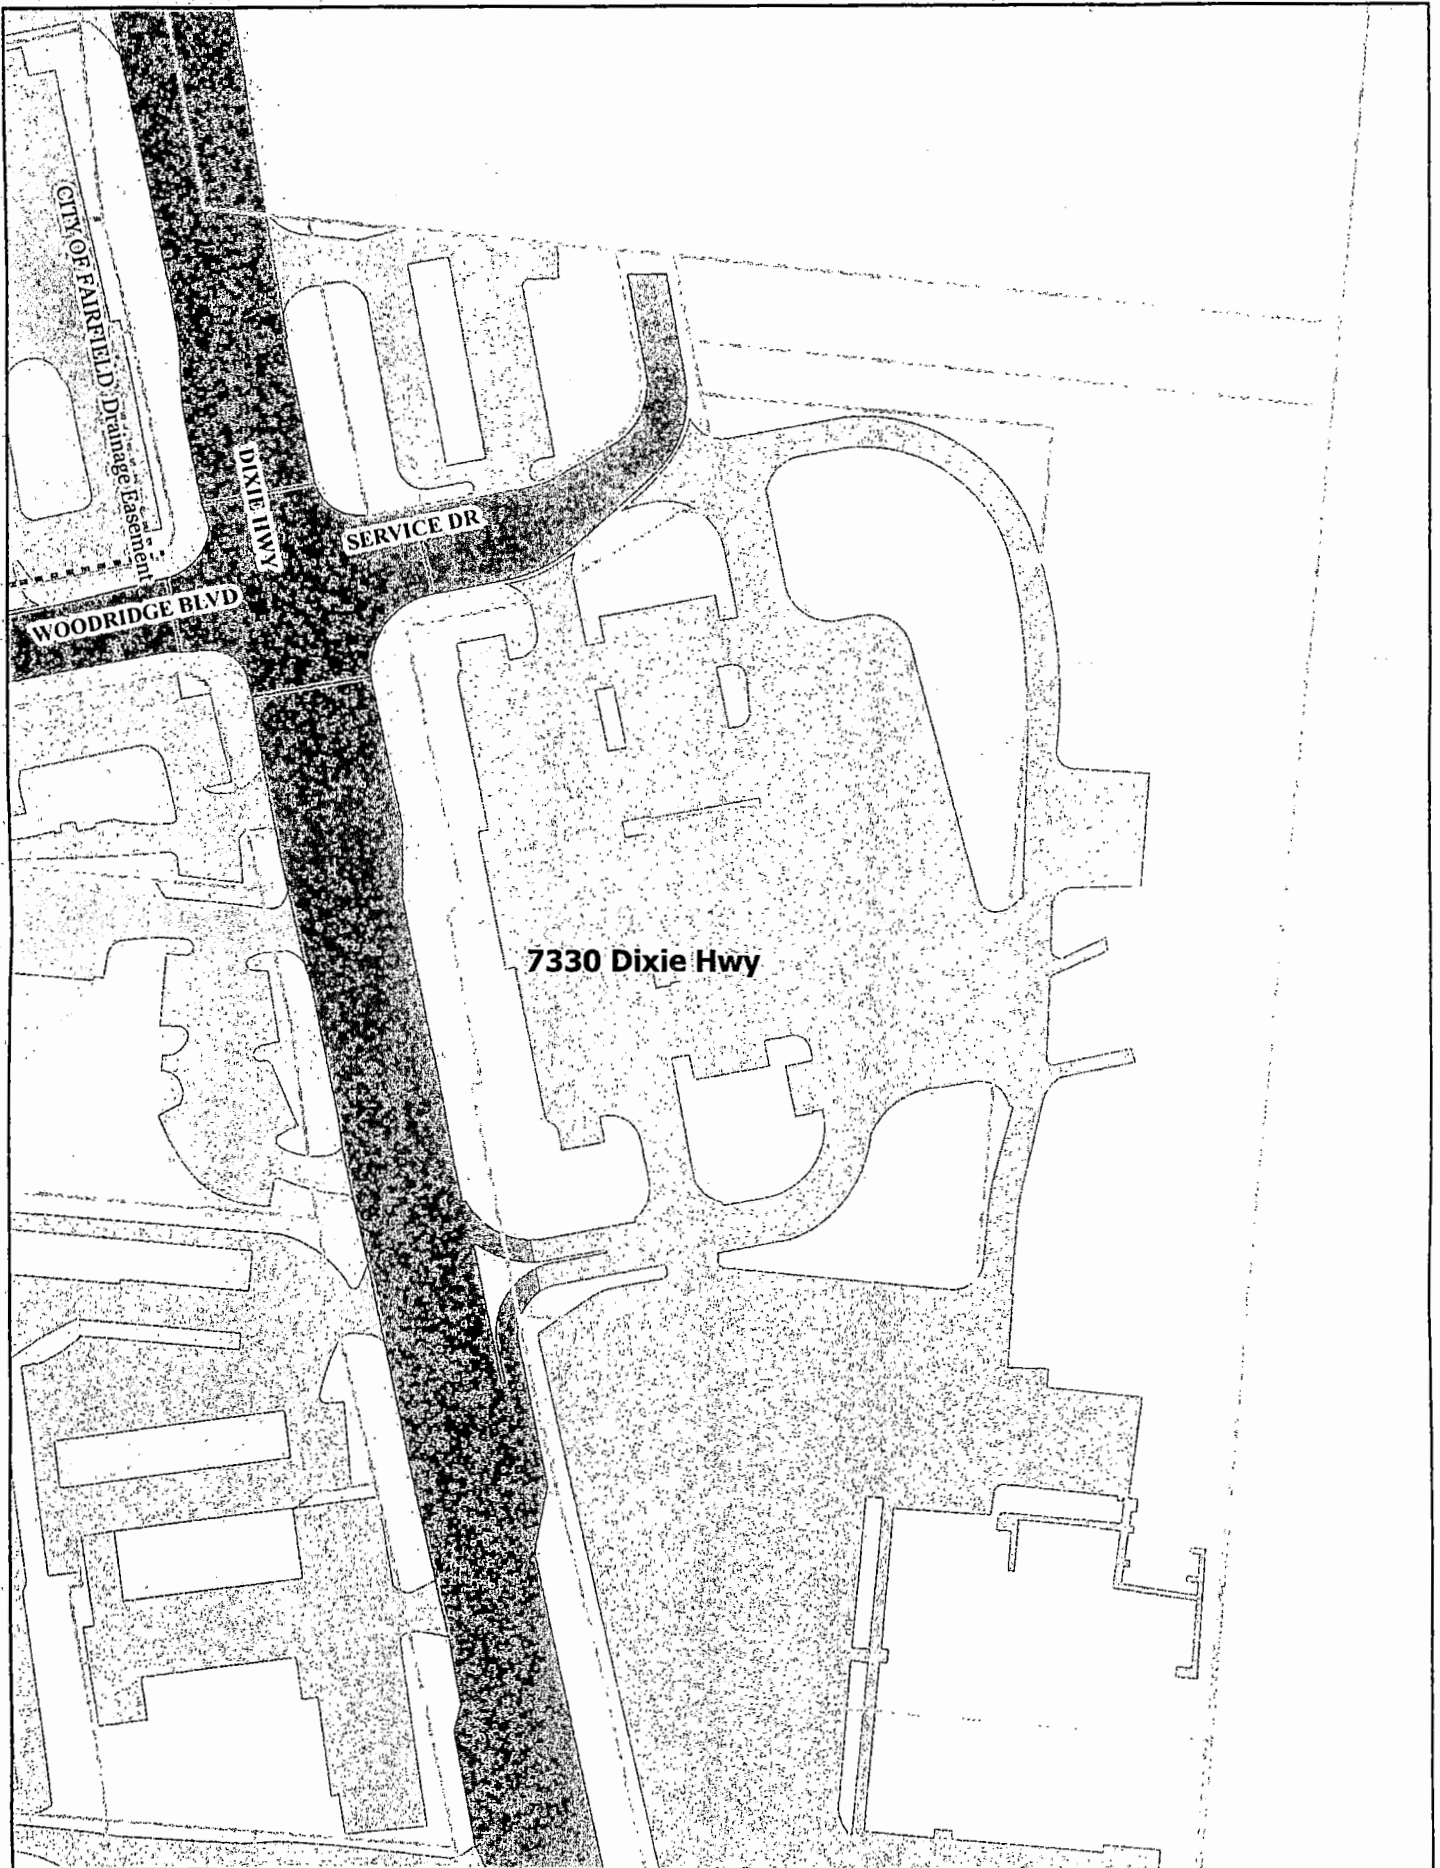 CITY OF FAIRFIELD Drainage Easement
DIXIE HWY
SERVICE DR
WOODRIDGE BLVD
7330 Dixie Hwy